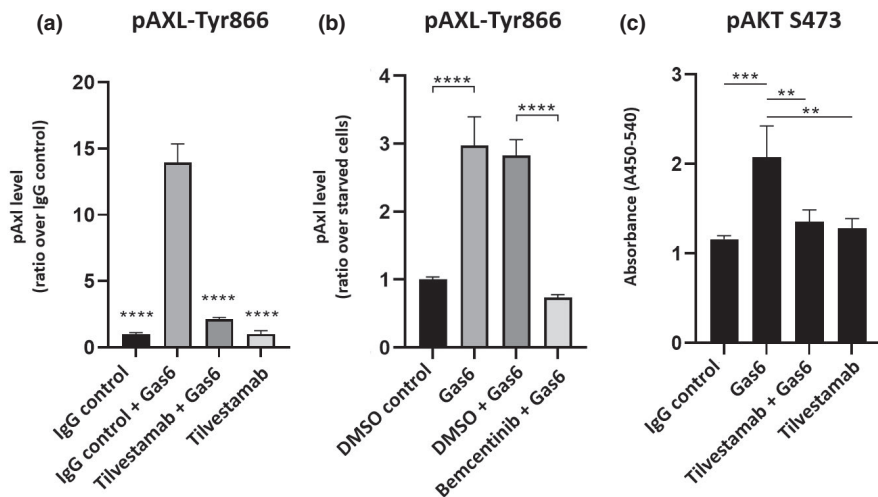 (a) pAXL-Tyr866
pAxl level
(ratio over IgG control)
20
15
10
5
0
****
****
****
IgG control
IgG control + Gas6
Tilvestamab + Gas6
Tilvestamab
(b) pAXL-Tyr866
pAxl level
(ratio over starved cells)
4
3
2
1
0
****
****
DMSO control
Gas6
DMSO + Gas6
Bemcentinib + Gas6
(c) pAKT S473
Absorbance (A450-540)
3
2
1
0
***
**
**
IgG control
Gas6
Tilvestamab + Gas6
Tilvestamab